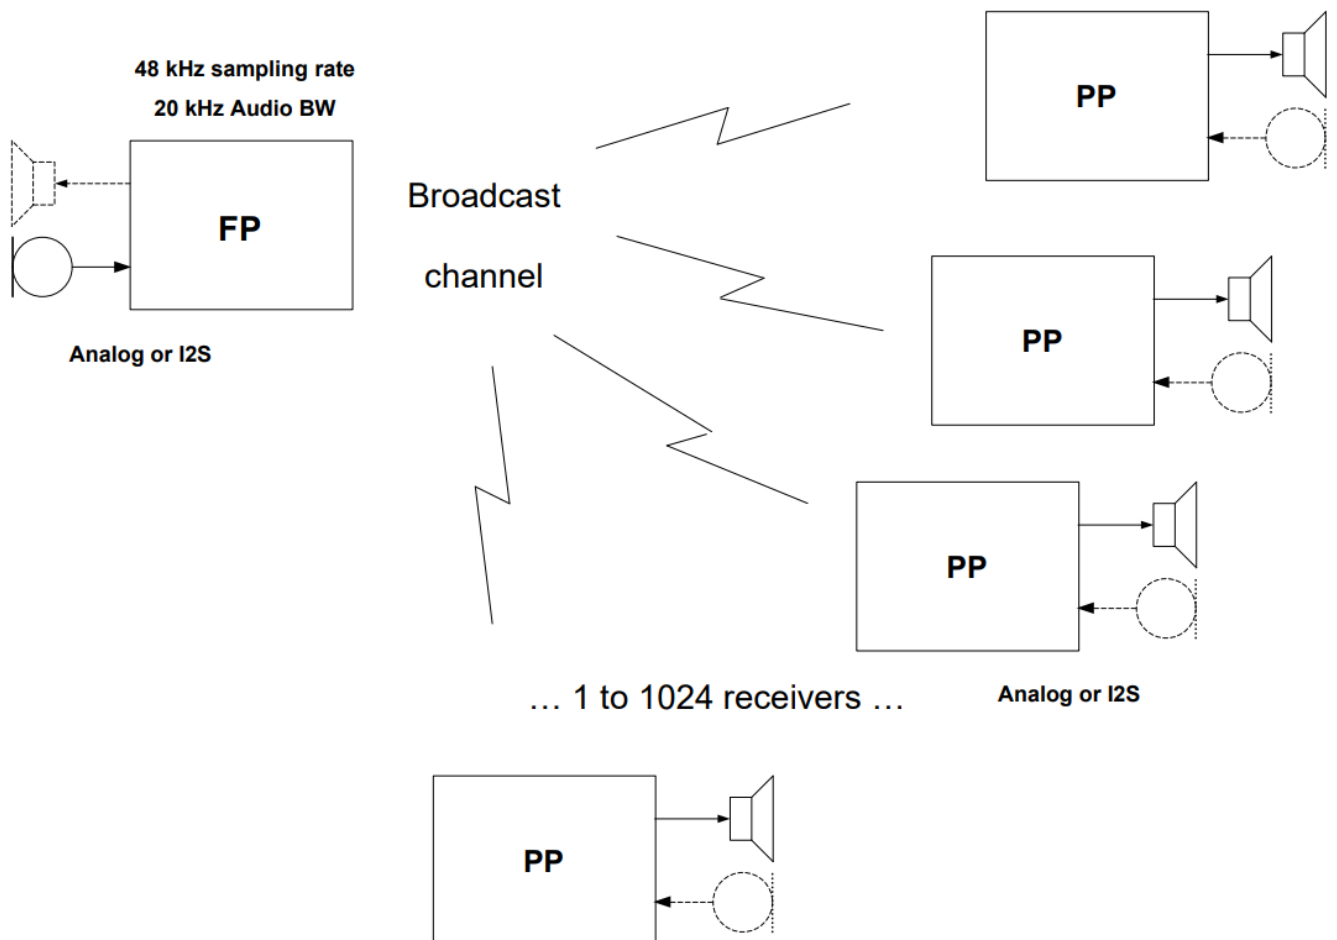 48 kHz sampling rate
20 kHz Audio BW
FP
Analog or I2S
Broadcast
channel
PP
PP
PP
… 1 to 1024 receivers …
Analog or I2S
PP